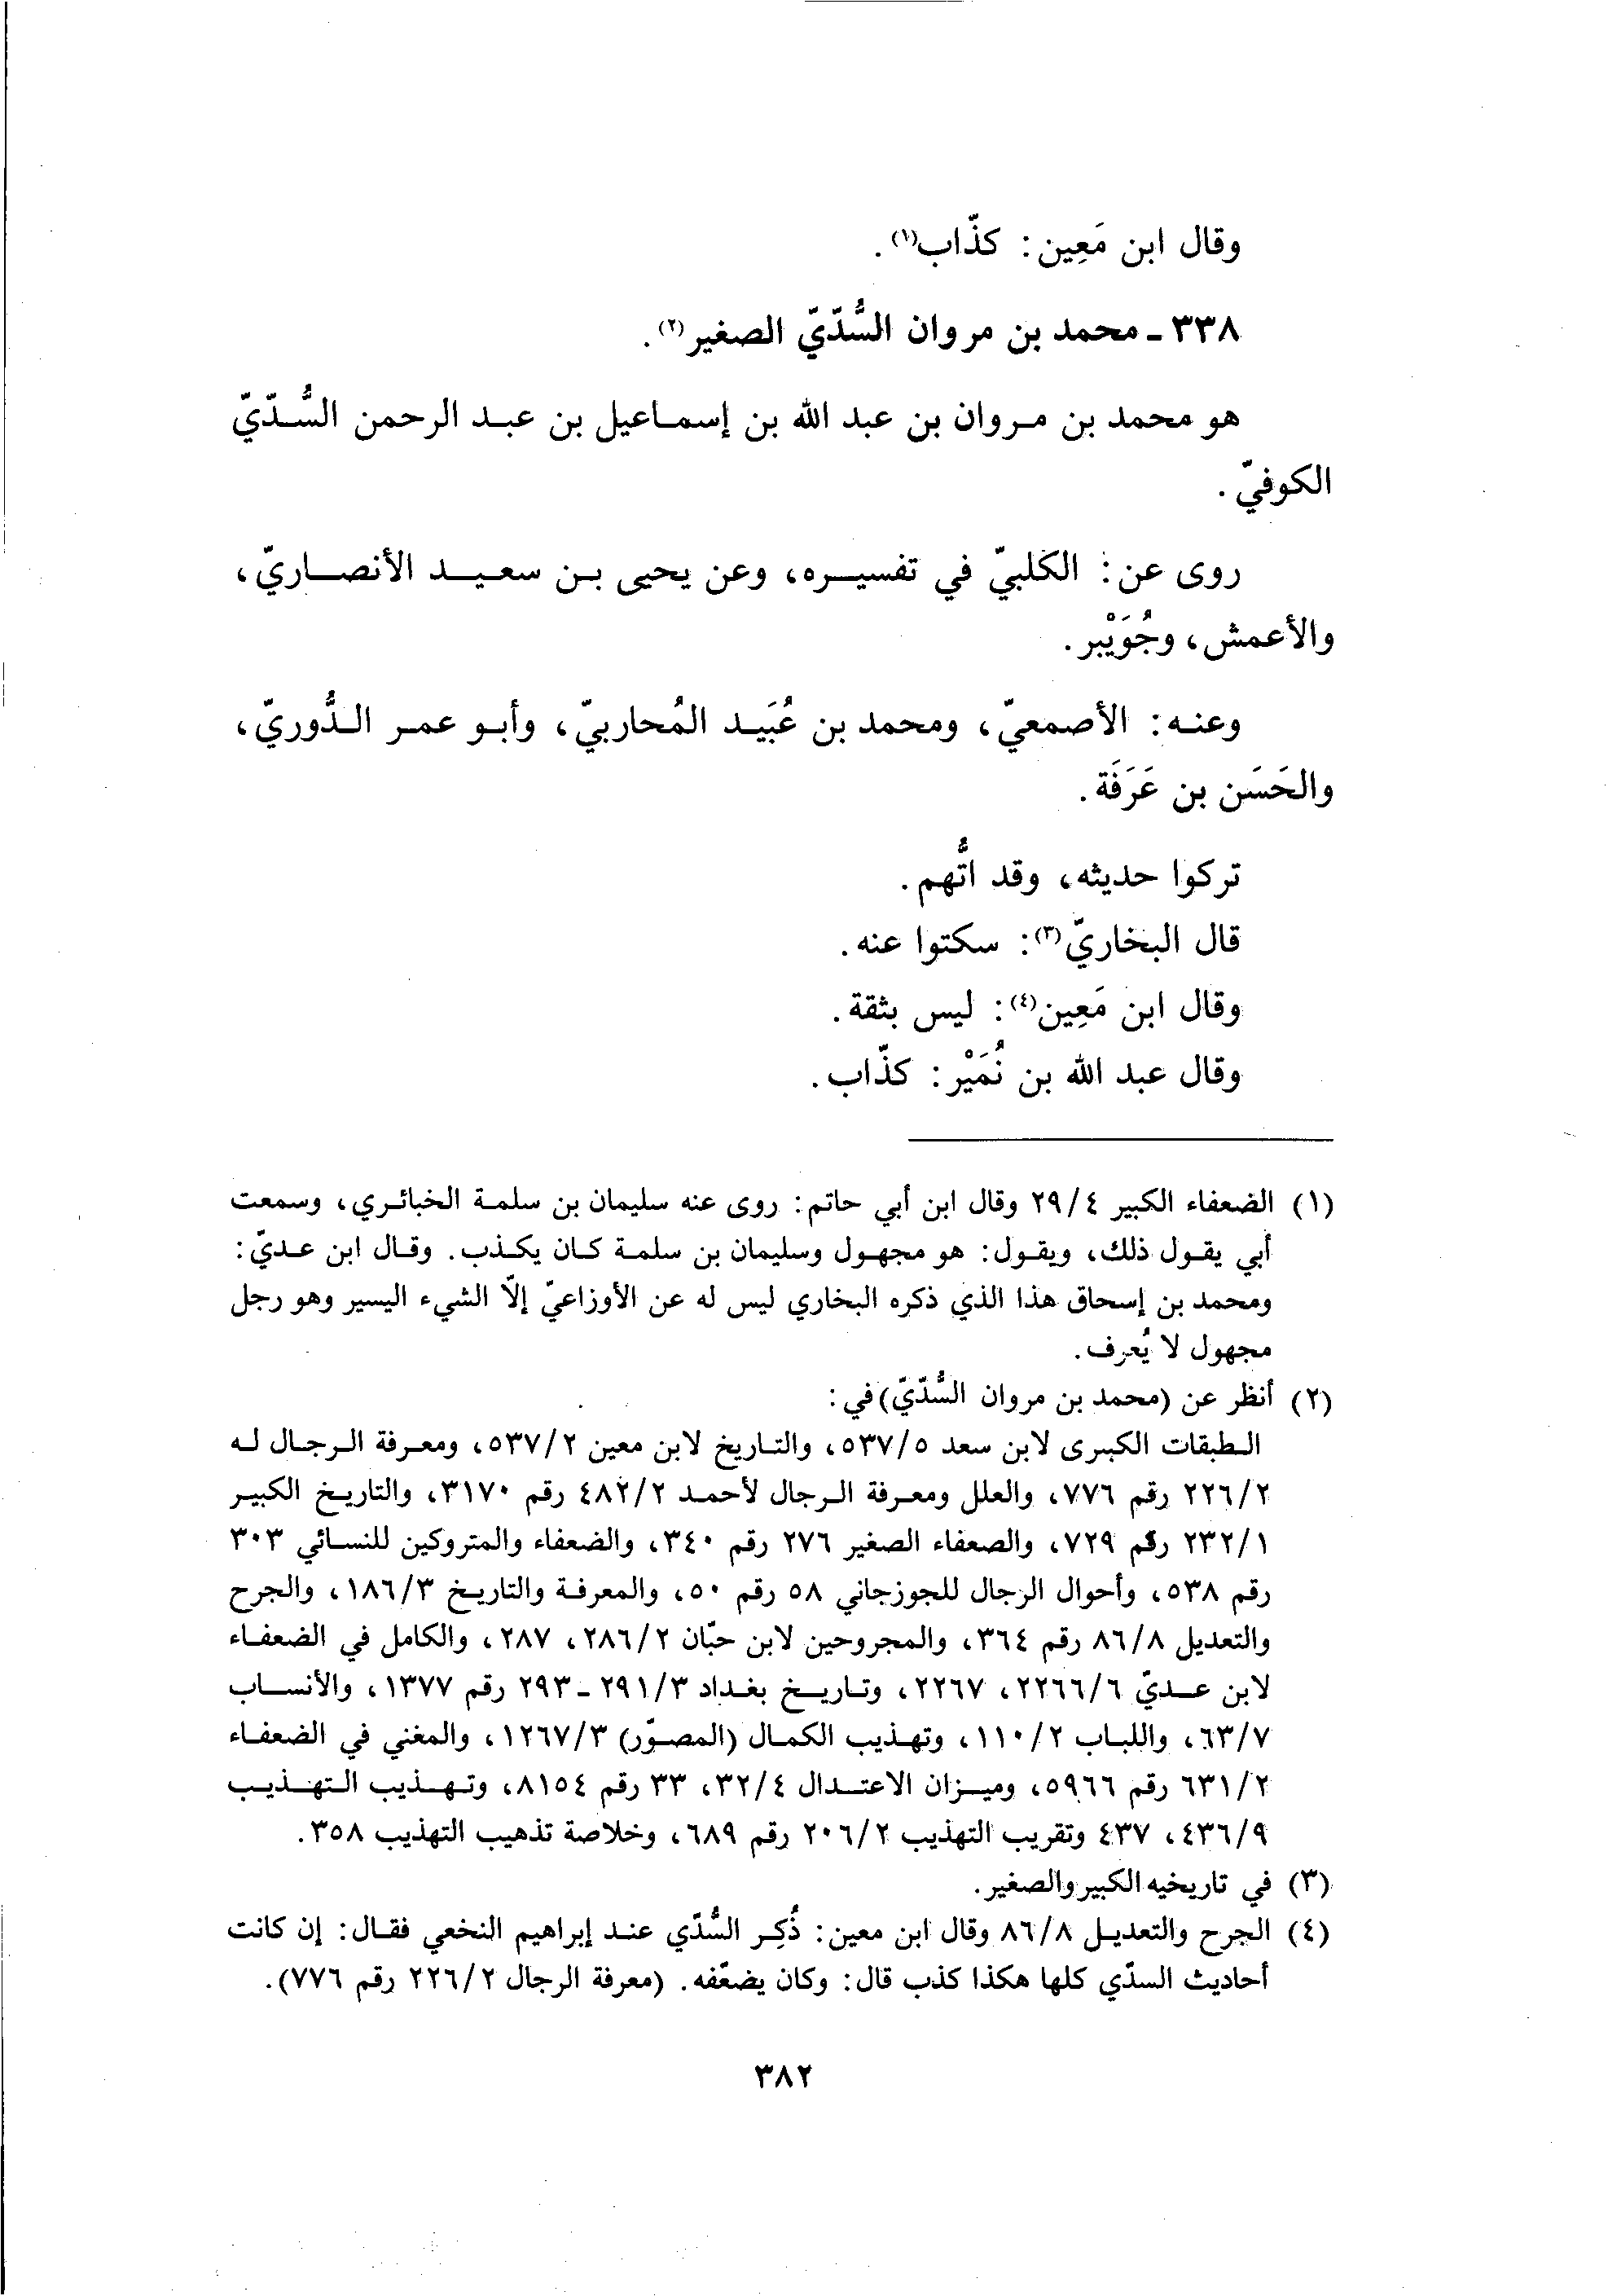 وقال ابن مَعِين: كذّاب(١).
٣٣٨ - محمد بن مروان السُّدّيّ الصغير(٢).
هو محمد بن مروان بن عبد الله بن إسماعيل بن عبد الرحمن السُّدّيّ
الكوفيّ.
روى عن: الكلبيّ في تفسيره، وعن يحيى بن سعيد الأنصاريّ،
والأعمش، وجُوَيْبر.
وعنه: الأصمعيّ، ومحمد بن عُبَيد المُحاربيّ، وأبو عمر الدُّوريّ،
والحَسَن بن عَرَفَة.
تركوا حديثه، وقد اتُّهم.
قال البخاريّ(٣): سكتوا عنه.
وقال ابن مَعِين(٤): ليس بثقة.
وقال عبد الله بن نُمَيْر: كذّاب.
(١) الضعفاء الكبير ٢٩/٤ وقال ابن أبي حاتم: روى عنه سليمان بن سلمة الخبائري، وسمعت
أبي يقول ذلك، ويقول: هو مجهول وسليمان بن سلمة كان يكذب. وقال ابن عديّ:
ومحمد بن إسحاق هذا الذي ذكره البخاري ليس له عن الأوزاعيّ إلّا الشيء اليسير وهو رجل
مجهول لا يُعرف.
(٢) أنظر عن (محمد بن مروان السُّدّيّ) في:
الطبقات الكبرى لابن سعد ٥٣٧/٥، والتاريخ لابن معين ٥٣٧/٢، ومعرفة الرجال له
٢٢٦/٢ رقم ٧٧٦، والعلل ومعرفة الرجال لأحمد ٤٨٢/٢ رقم ٣١٧٠، والتاريخ الكبير
٢٣٢/١ رقم ٧٢٩، والصعفاء الصغير ٢٧٦ رقم ٣٤٠، والضعفاء والمتروكين للنسائي ٣٠٣
رقم ٥٣٨، وأحوال الرجال للجوزجاني ٥٨ رقم ٥٠، والمعرفة والتاريخ ١٨٦/٣، والجرح
والتعديل ٨٦/٨ رقم ٣٦٤، والمجروحين لابن حبّان ٢٨٦/٢، ٢٨٧، والكامل في الضعفاء
لابن عديّ ٢٢٦٦/٦، ٢٢٦٧، وتاريخ بغداد ٢٩١/٣ - ٢٩٣ رقم ١٣٧٧، والأنساب
٦٣/٧، واللباب ١١٠/٢، وتهذيب الكمال (المصوّر) ١٢٦٧/٣، والمغني في الضعفاء
٦٣١/٢ رقم ٥٩٦٦، وميزان الاعتدال ٣٢/٤، ٣٣ رقم ٨١٥٤، وتهذيب التهذيب
٤٣٦/٩، ٤٣٧ وتقريب التهذيب ٢٠٦/٢ رقم ٦٨٩، وخلاصة تذهيب التهذيب ٣٥٨.
(٣) في تاريخيه الكبير والصغير.
(٤) الجرح والتعديل ٨٦/٨ وقال ابن معين: ذُكِر السُّدّي عند إبراهيم النخعي فقال: إن كانت
أحاديث السدّي كلها هكذا كذب قال: وكان يضعّفه. (معرفة الرجال ٢٢٦/٢ رقم ٧٧٦).
٣٨٢